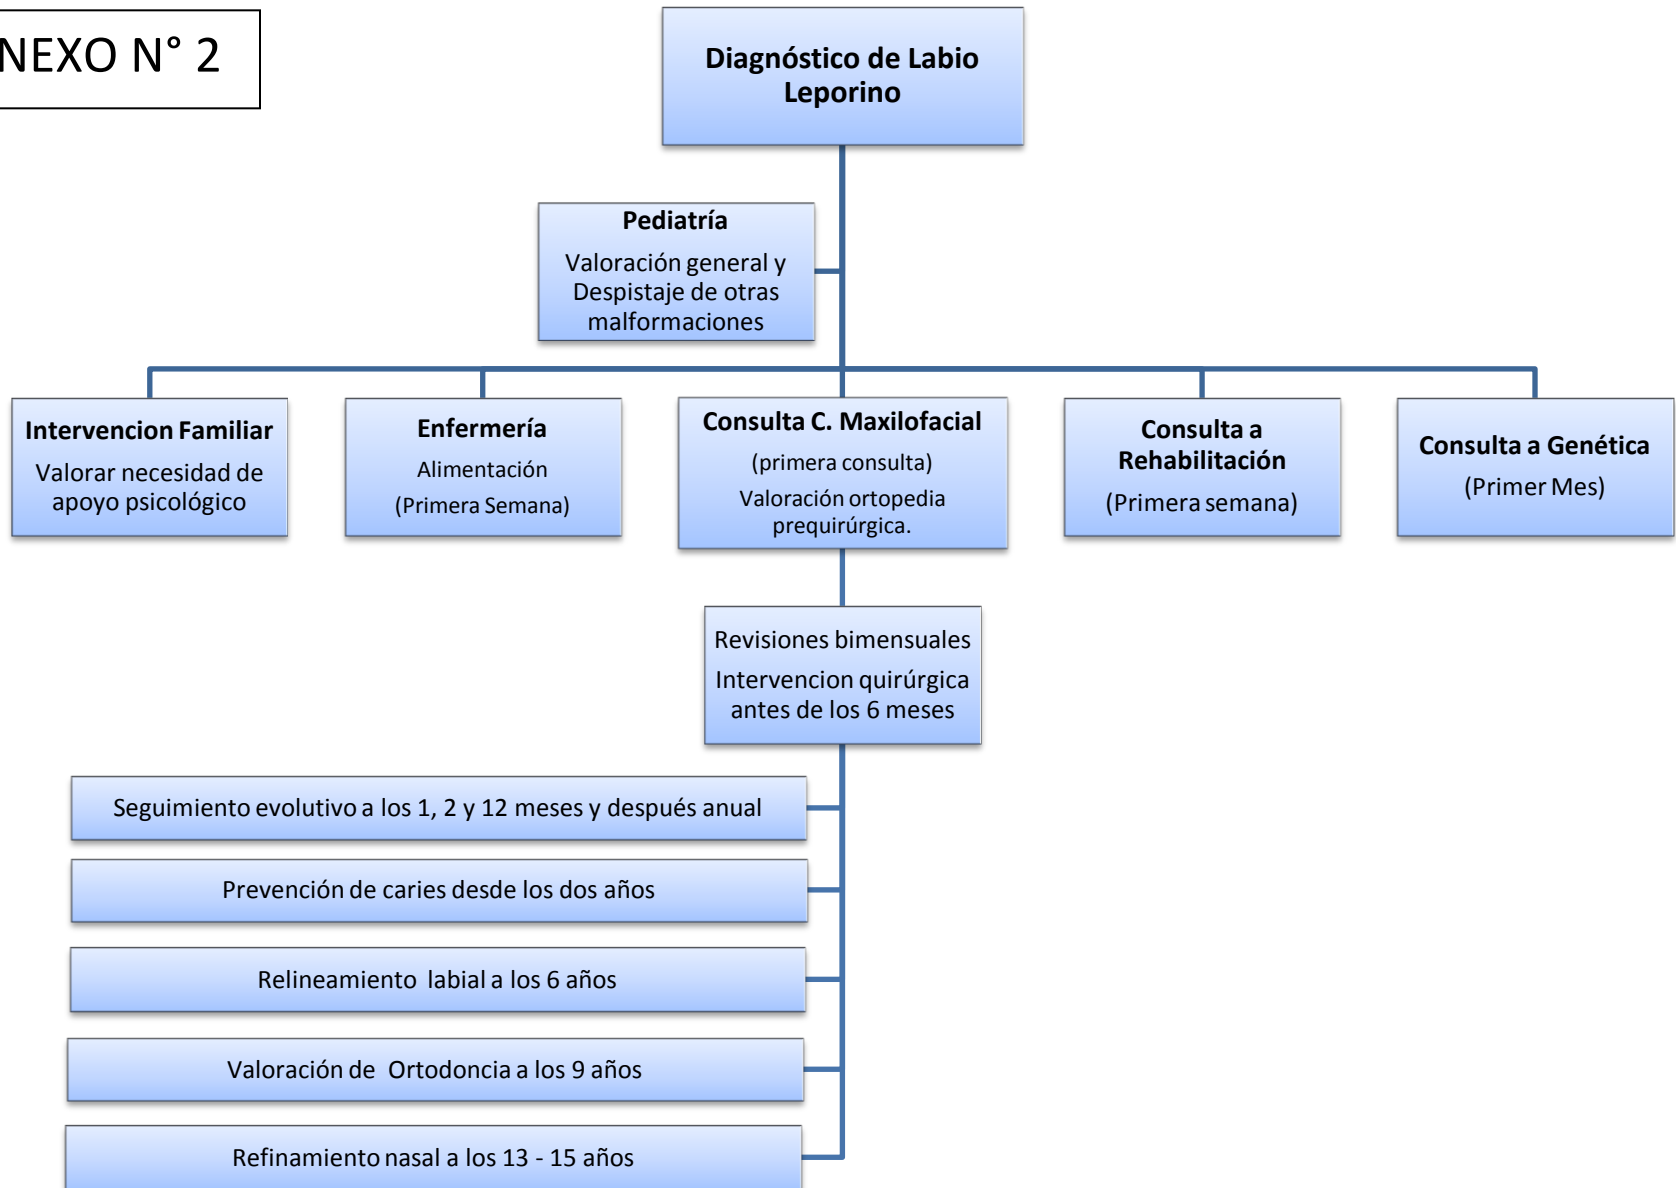 NEXO N° 2
Diagnóstico de Labio
Leporino
Pediatría
Valoración general y
Despistaje de otras
malformaciones
Intervencion Familiar
Valorar necesidad de
apoyo psicológico
Enfermería
Alimentación
(Primera Semana)
Consulta C. Maxilofacial
(primera consulta)
Valoración ortopedia
prequirúrgica.
Consulta a
Rehabilitación
(Primera semana)
Consulta a Genética
(Primer Mes)
Revisiones bimensuales
Intervencion quirúrgica
antes de los 6 meses
Seguimiento evolutivo a los 1, 2 y 12 meses y después anual
Prevención de caries desde los dos años
Relineamiento labial a los 6 años
Valoración de Ortodoncia a los 9 años
Refinamiento nasal a los 13 - 15 años